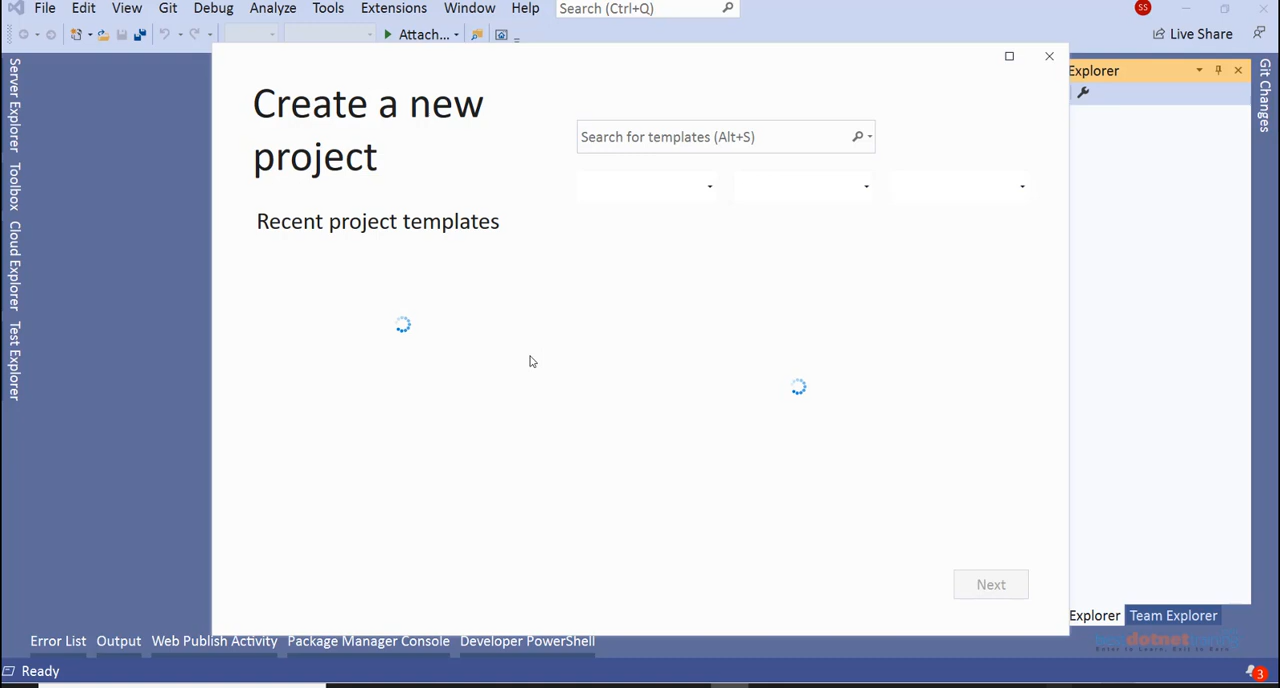 File Edit View Git Debug Analyze Tools Extensions Window Help Search (Ctrl+Q) SS
Attach... Live Share
Server Explorer
Toolbox
Cloud Explorer
Test Explorer
Create a new
project
Recent project templates
Search for templates (Alt+S)
Next
Explorer
Git Changes
Explorer Team Explorer
dotnet
Error List Output Web Publish Activity Package Manager Console Developer PowerShell
Ready 3